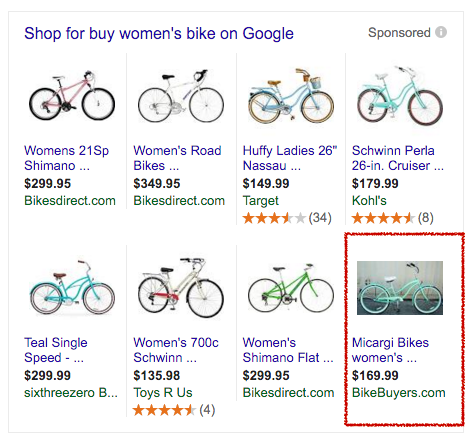 Shop for buy women's bike on Google
Sponsored
Womens 21Sp
Shimano ...
$299.95
Bikesdirect.com
Women's Road
Bikes ...
$349.95
Bikesdirect.com
Huffy Ladies 26"
Nassau ...
$149.99
Target
(34)
Schwinn Perla
26-in. Cruiser ...
$179.99
Kohl's
(8)
Teal Single
Speed - ...
$299.99
sixthreezero B...
Women's 700c
Schwinn ...
$135.98
Toys R Us
(4)
Women's
Shimano Flat ...
$299.95
Bikesdirect.com
Micargi Bikes
women's ...
$169.99
BikeBuyers.com